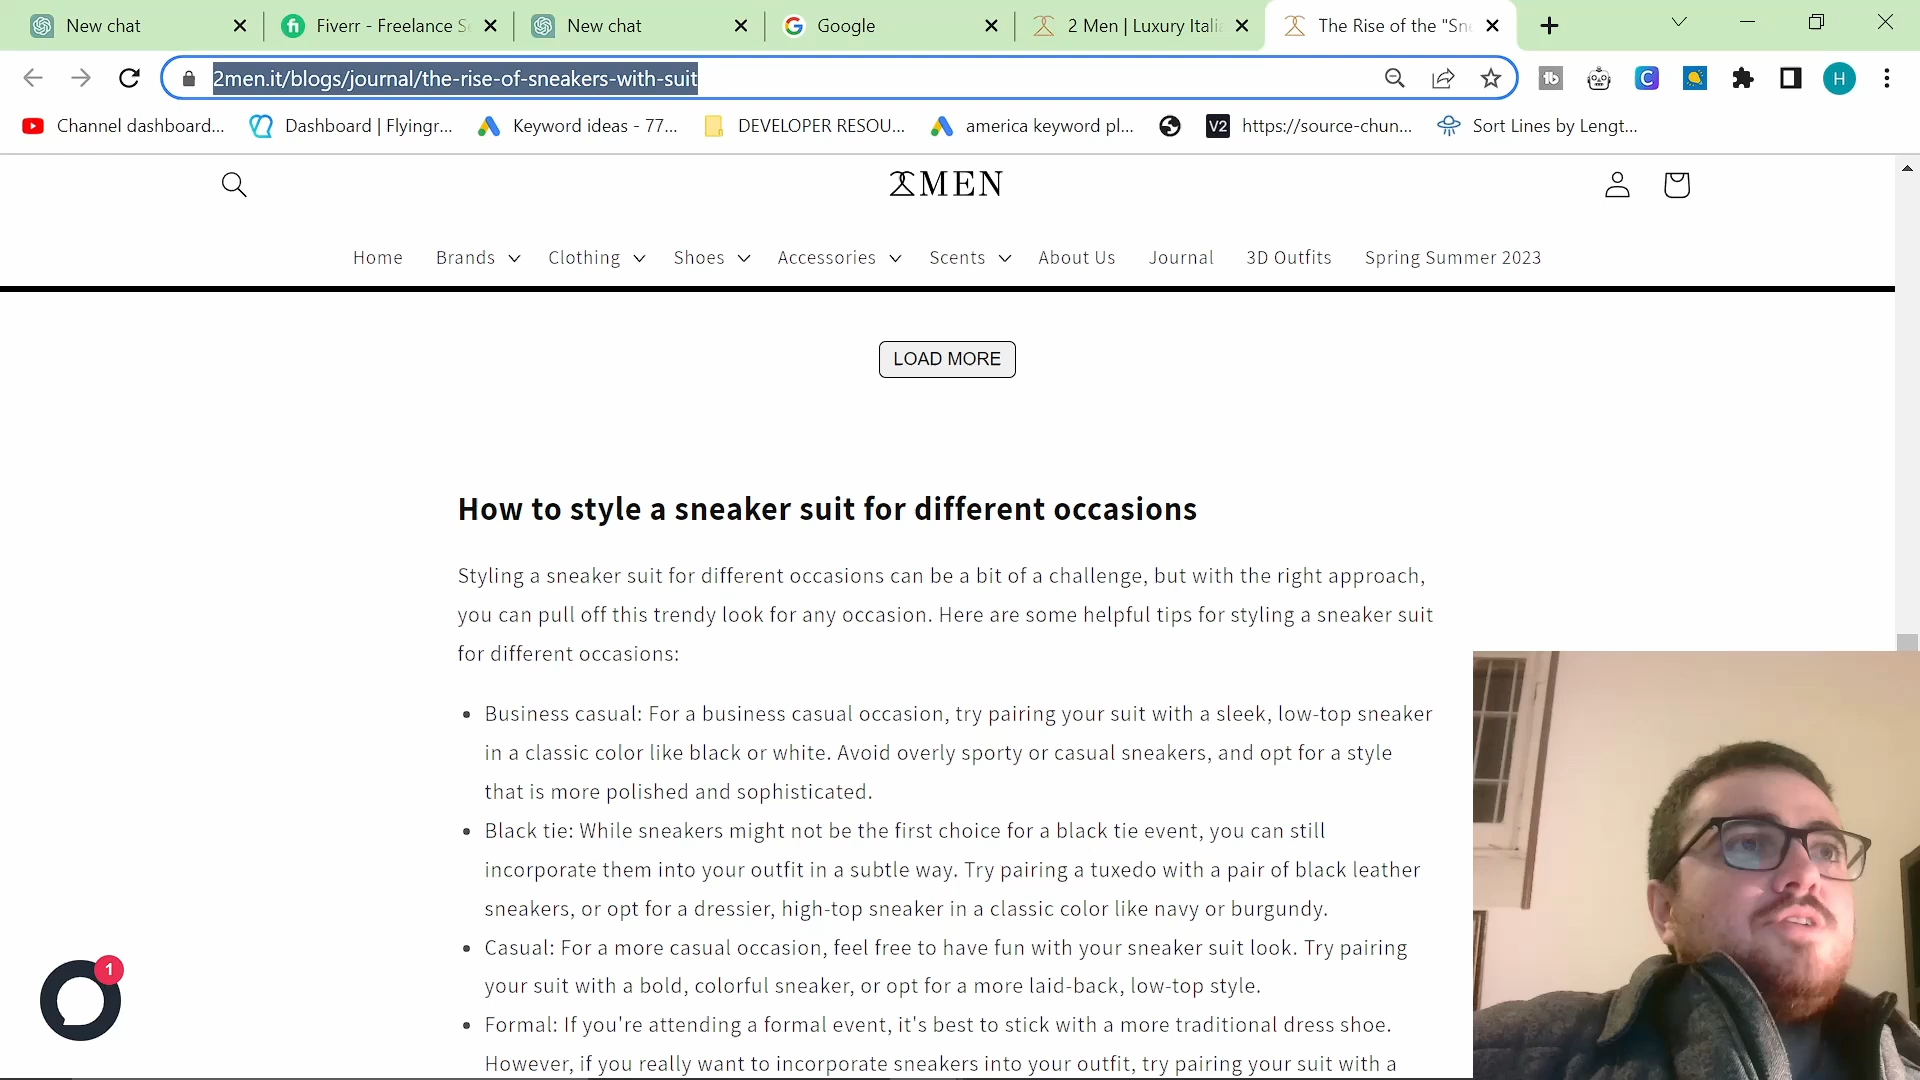 New chat
Fiverr - Freelance Se
New chat
Google
2 Men | Luxury Itali
The Rise of the "Sne
2men.it/blogs/journal/the-rise-of-sneakers-with-suit
tb
C
H
Channel dashboard...
Dashboard | Flyingr...
Keyword ideas - 77...
DEVELOPER RESOU...
america keyword pl...
V2
https://source-chun...
Sort Lines by Lengt...
2MEN
Home
Brands
Clothing
Shoes
Accessories
Scents
About Us
Journal
3D Outfits
Spring Summer 2023
LOAD MORE
How to style a sneaker suit for different occasions
Styling a sneaker suit for different occasions can be a bit of a challenge, but with the right approach,
you can pull off this trendy look for any occasion. Here are some helpful tips for styling a sneaker suit
for different occasions:
• Business casual: For a business casual occasion, try pairing your suit with a sleek, low-top sneaker
in a classic color like black or white. Avoid overly sporty or casual sneakers, and opt for a style
that is more polished and sophisticated.
• Black tie: While sneakers might not be the first choice for a black tie event, you can still
incorporate them into your outfit in a subtle way. Try pairing a tuxedo with a pair of black leather
sneakers, or opt for a dressier, high-top sneaker in a classic color like navy or burgundy.
• Casual: For a more casual occasion, feel free to have fun with your sneaker suit look. Try pairing
your suit with a bold, colorful sneaker, or opt for a more laid-back, low-top style.
• Formal: If you're attending a formal event, it's best to stick with a more traditional dress shoe.
However, if you really want to incorporate sneakers into your outfit, try pairing your suit with a
1